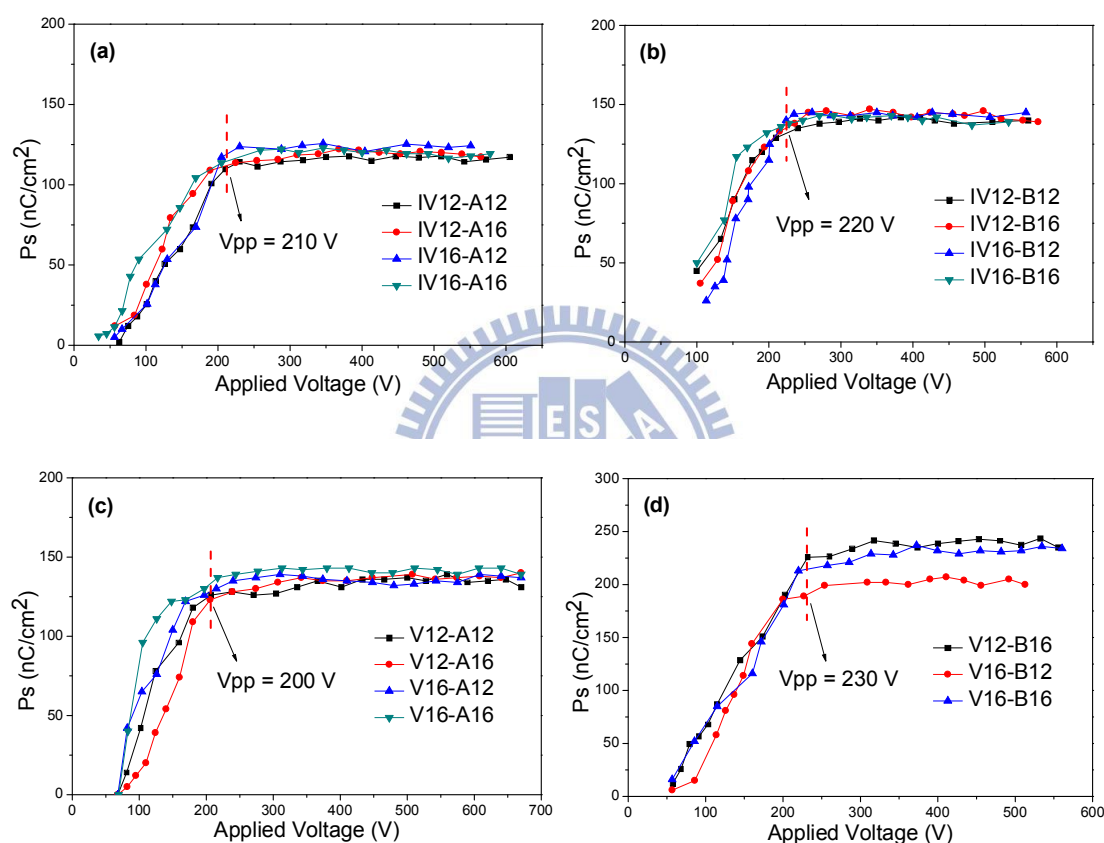 (a)
200
150
100
50
0
Ps (nC/cm²)
0 100 200 300 400 500 600
Applied Voltage (V)
Vpp = 210 V
IV12-A12
IV12-A16
IV16-A12
IV16-A16
(b)
200
150
100
50
0
Ps (nC/cm²)
0 100 200 300 400 500 600
Applied Voltage (V)
Vpp = 220 V
IV12-B12
IV12-B16
IV16-B12
IV16-B16
ESA
(c)
200
150
100
50
0
Ps (nC/cm²)
0 100 200 300 400 500 600 700
Applied Voltage (V)
Vpp = 200 V
V12-A12
V12-A16
V16-A12
V16-A16
(d)
300
250
200
150
100
50
0
Ps (nC/cm²)
0 100 200 300 400 500 600
Applied Voltage (V)
Vpp = 230 V
V12-B16
V16-B12
V16-B16